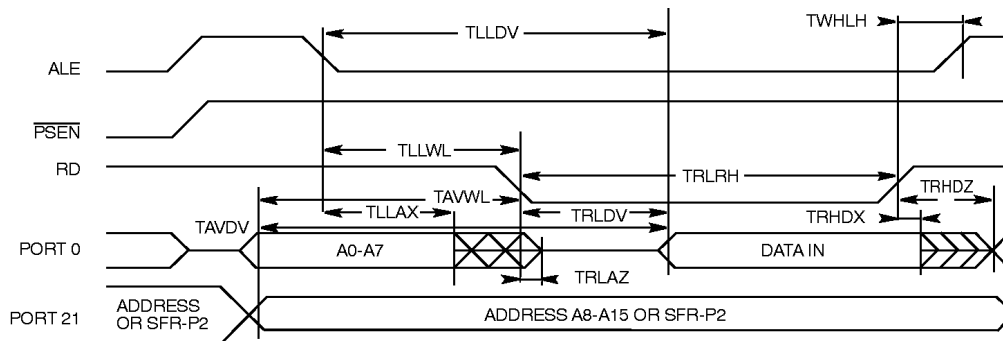 TLLDV
TWHLH
ALE
PSEN
TLLWL
RD
TRLRH
TAVWL
TRHDZ
TLLAX
TRLDV
TAVDV
TRHDX
PORT 0
A0-A7
DATA IN
TRLAZ
ADDRESS
OR SFR-P2
ADDRESS A8-A15 OR SFR-P2
PORT 21